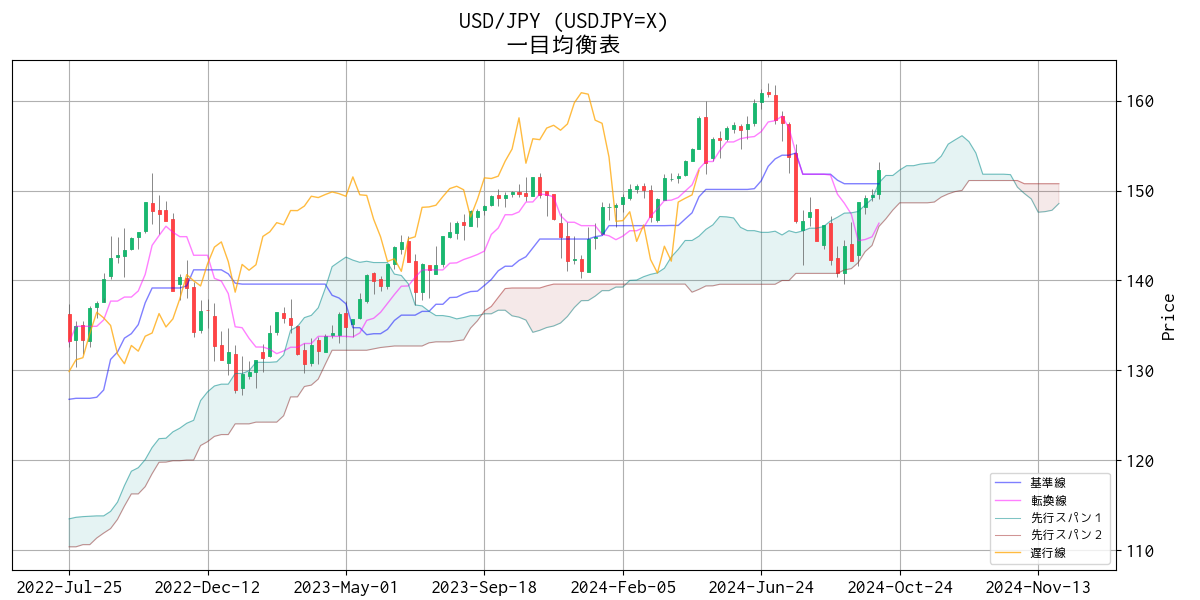 USD/JPY (USDJPY=X)
一目均衡表
160
150
140
130
120
110
Price
基準線
転換線
先行スパン１
先行スパン２
遅行線
2022-Jul-25
2022-Dec-12
2023-May-01
2023-Sep-18
2024-Feb-05
2024-Jun-24
2024-Oct-24
2024-Nov-13